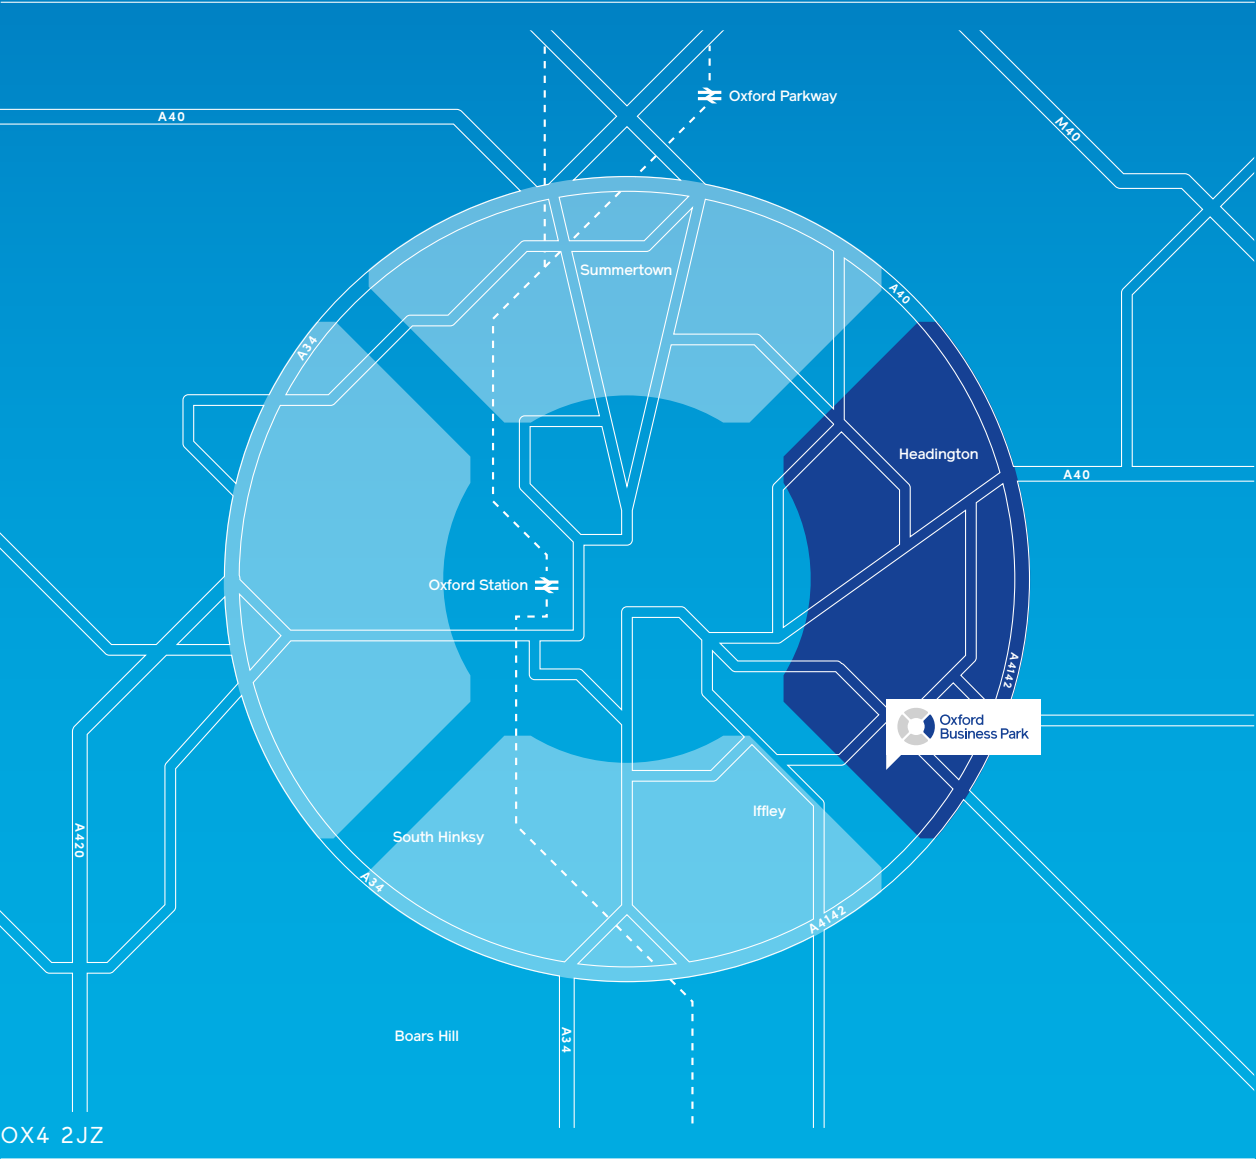 Oxford Parkway
A40
M40
Summertown
A40
A34
Headington
A40
Oxford Station
A4142
Oxford
Business Park
Iffley
South Hinksy
A420
A34
A4142
Boars Hill
A34
OX4 2JZ